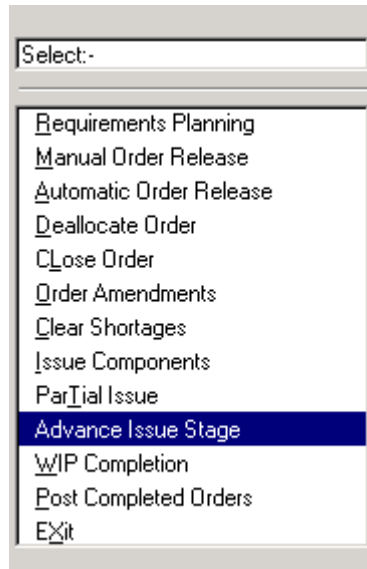 Select:-
Requirements Planning
Manual Order Release
Automatic Order Release
Deallocate Order
CLose Order
Order Amendments
Clear Shortages
Issue Components
ParTial Issue
Advance Issue Stage
WIP Completion
Post Completed Orders
EXit